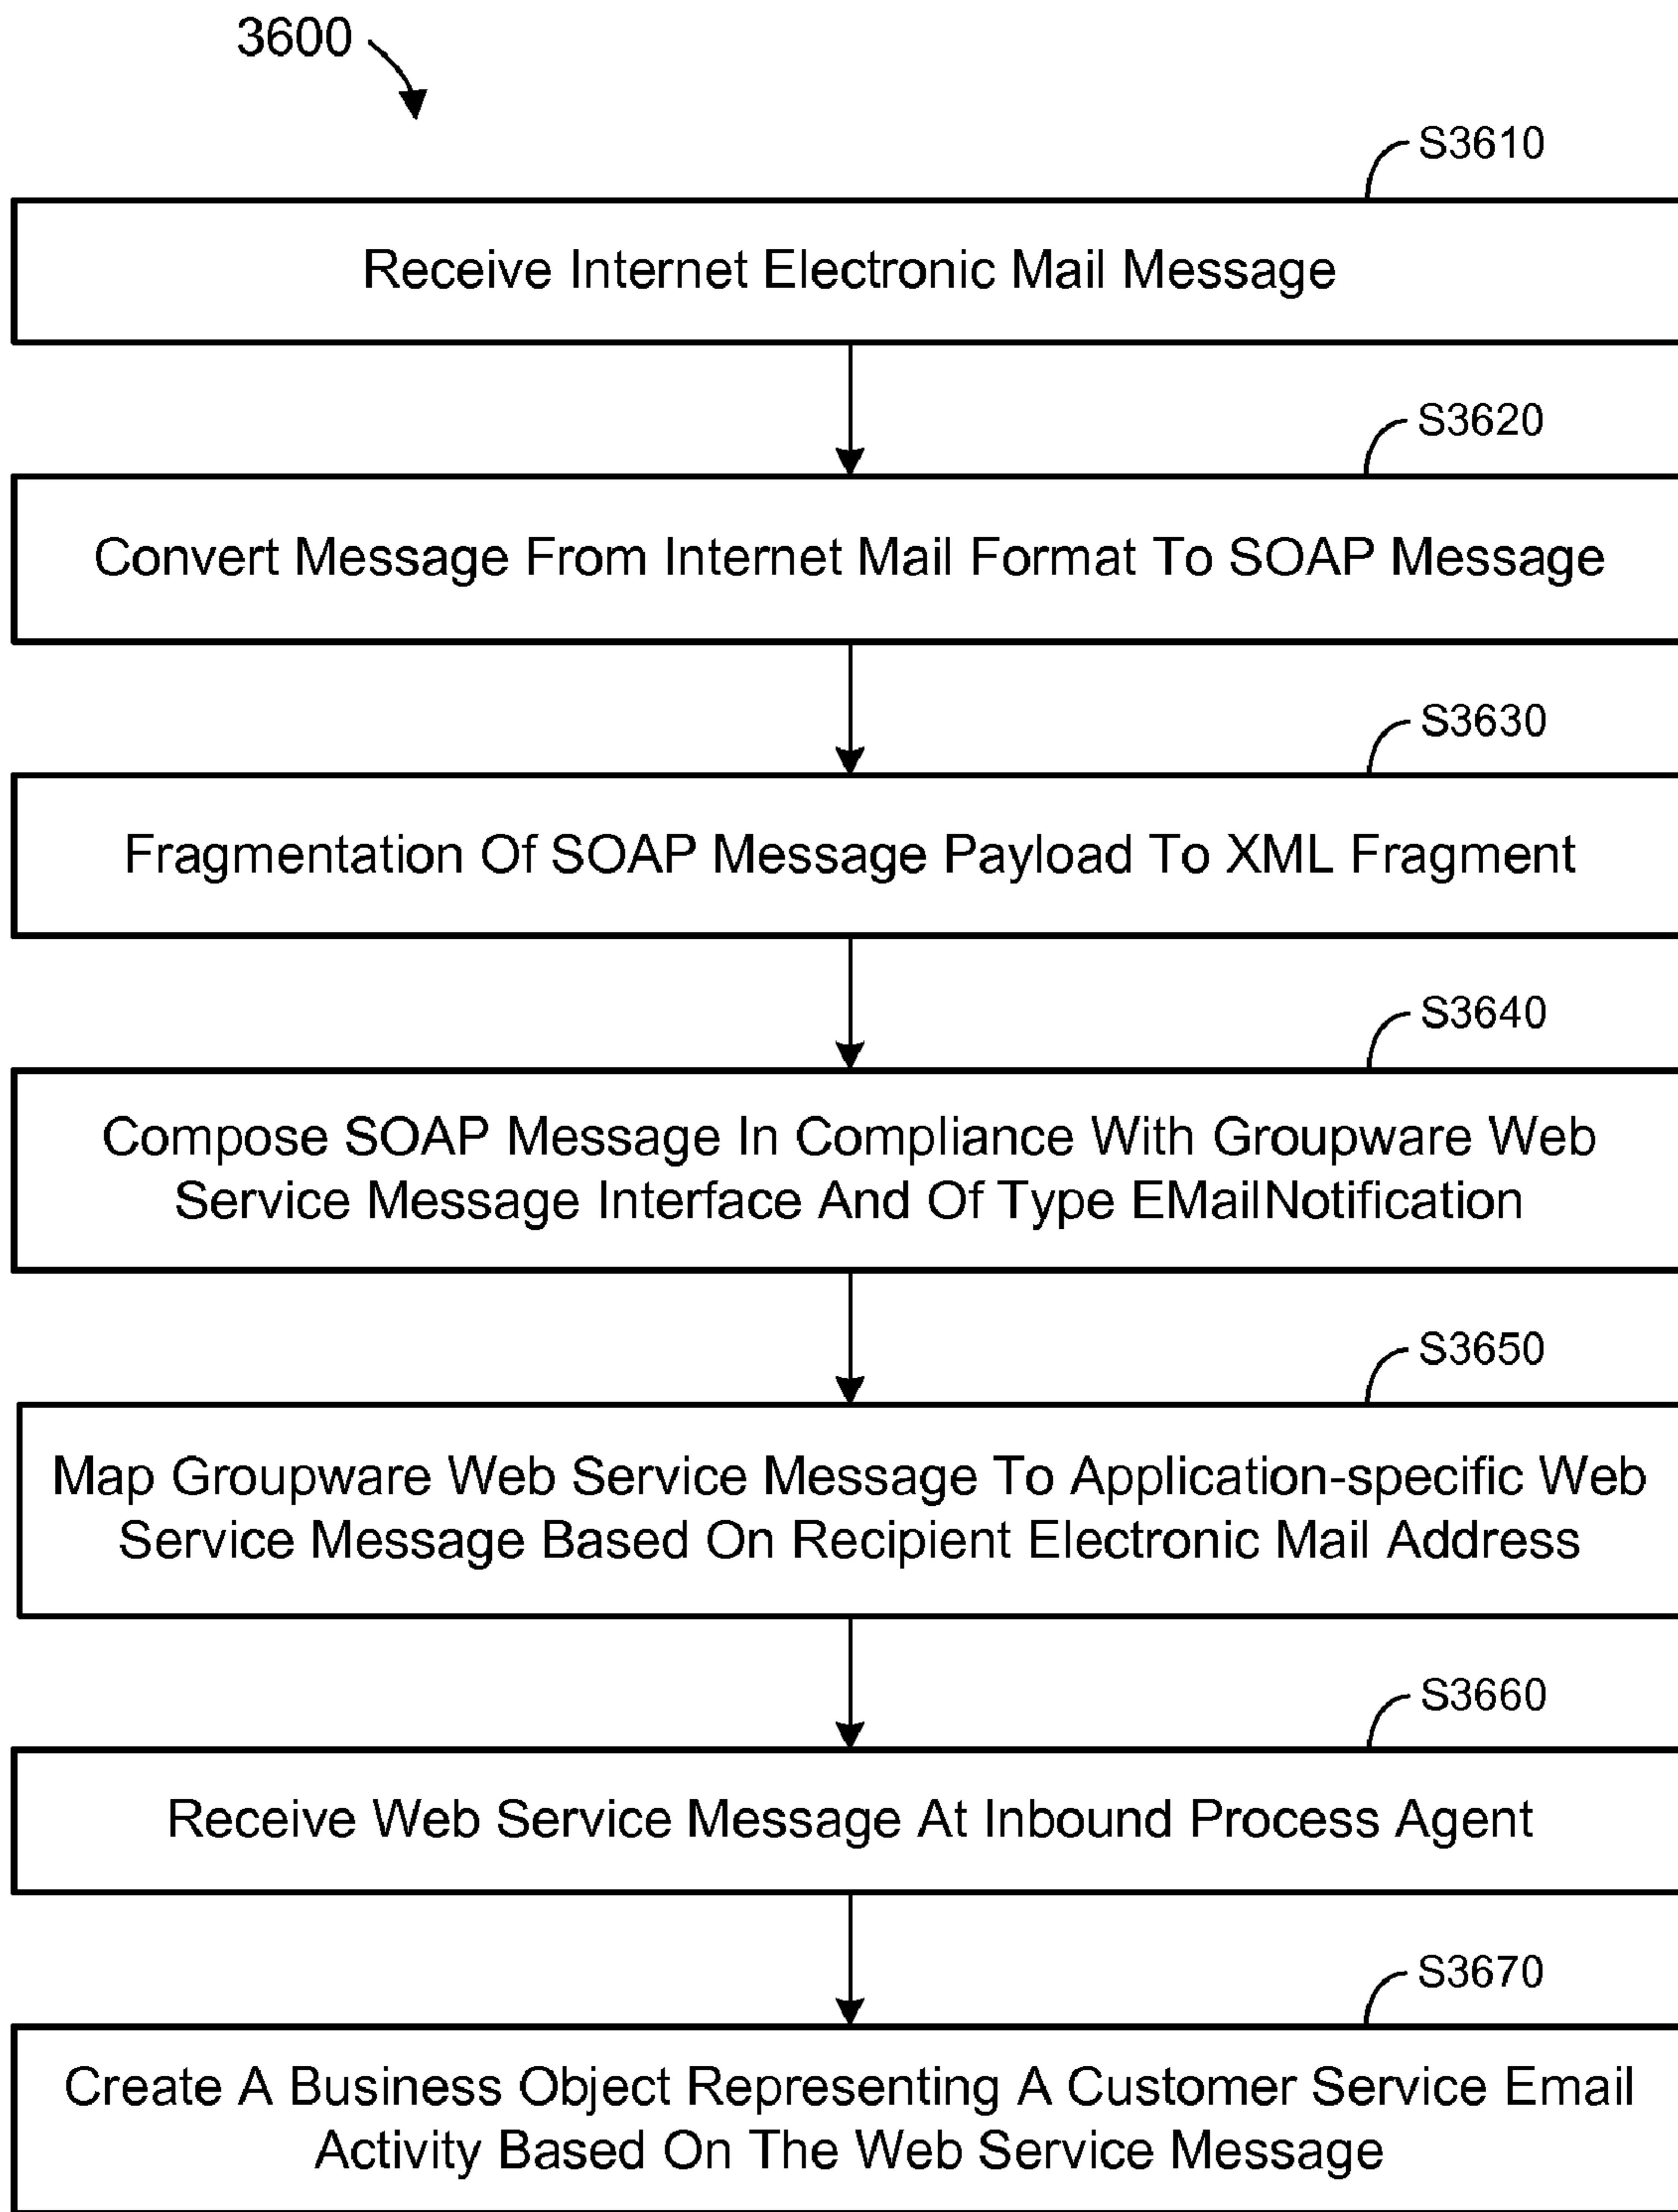 3600
S3610
Receive Internet Electronic Mail Message
S3620
Convert Message From Internet Mail Format To SOAP Message
S3630
Fragmentation Of SOAP Message Payload To XML Fragment
S3640
Compose SOAP Message In Compliance With Groupware Web
Service Message Interface And Of Type EMailNotification
S3650
Map Groupware Web Service Message To Application-specific Web
Service Message Based On Recipient Electronic Mail Address
S3660
Receive Web Service Message At Inbound Process Agent
S3670
Create A Business Object Representing A Customer Service Email
Activity Based On The Web Service Message